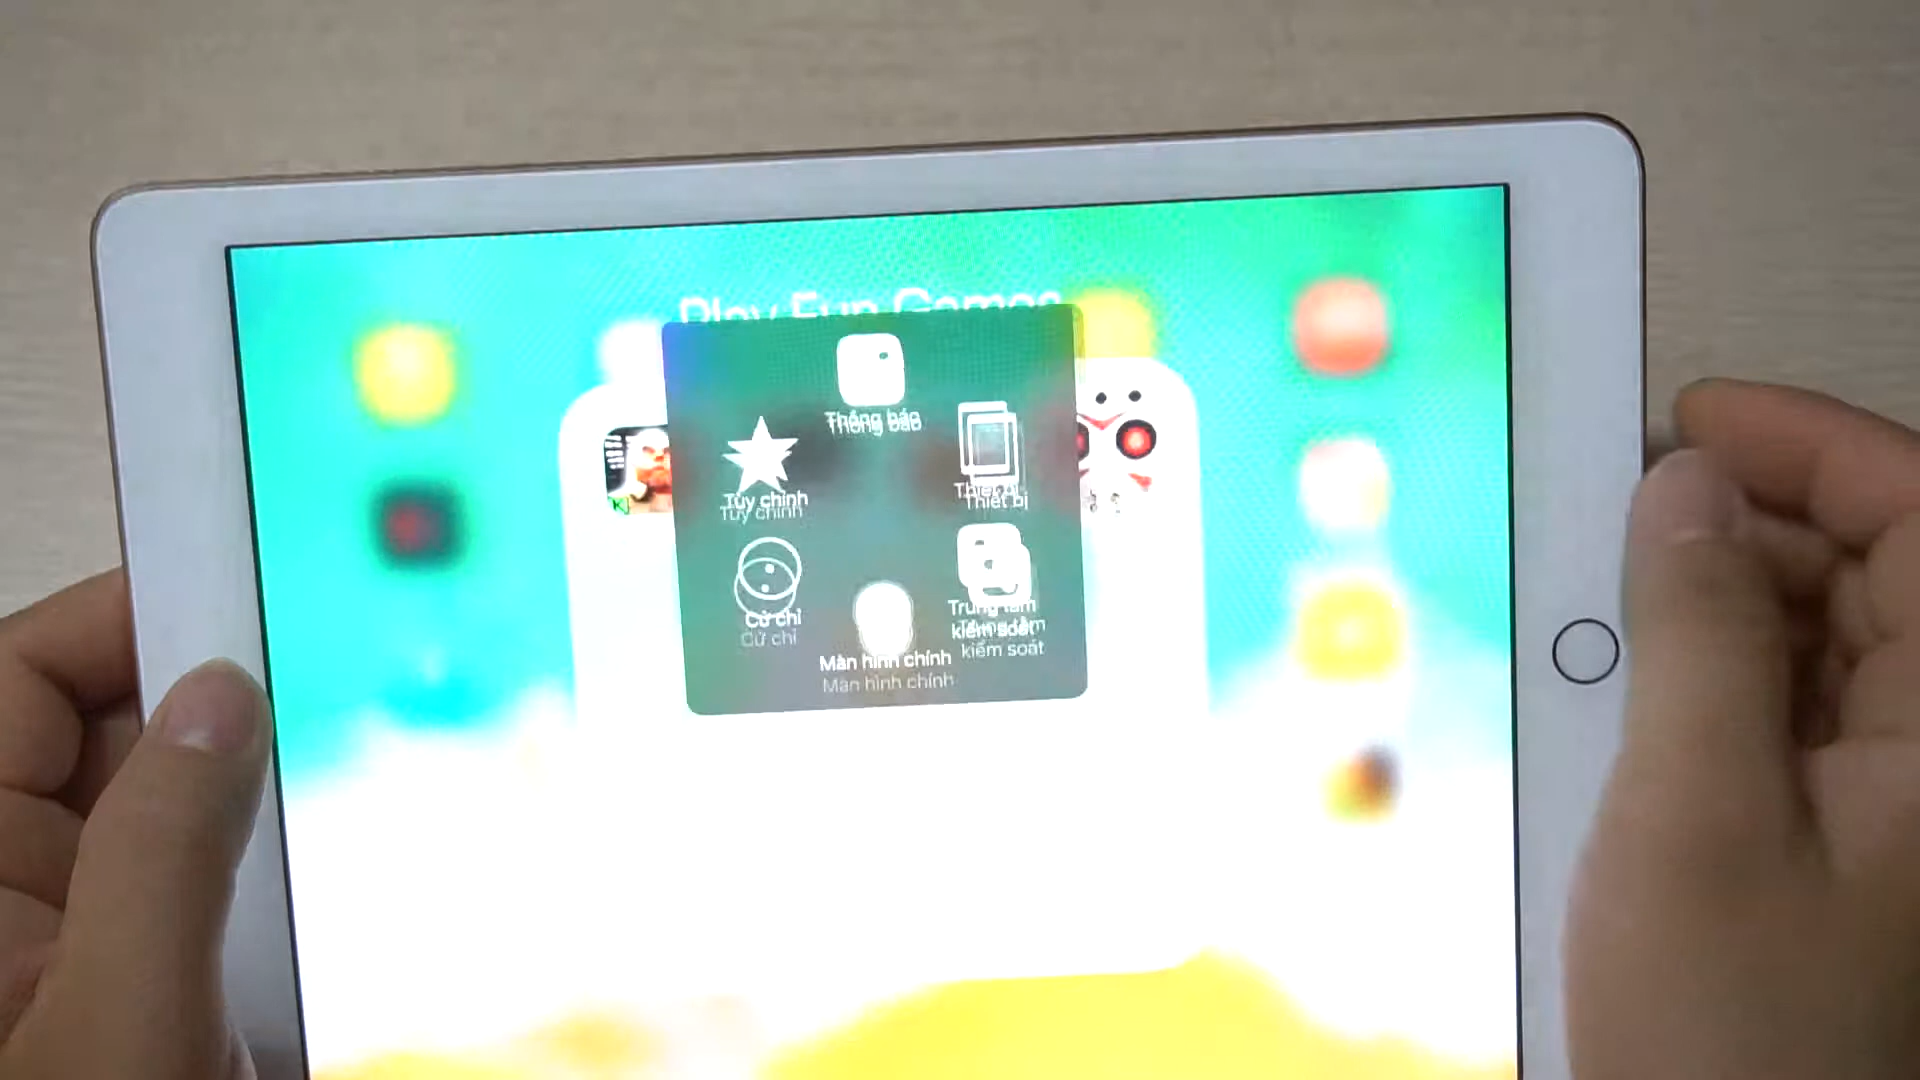 Play Fun Games
Thông báo
Tùy chỉnh
Thiết bị
Cử chỉ
Trung tâm
kiểm soát
Màn hình chính